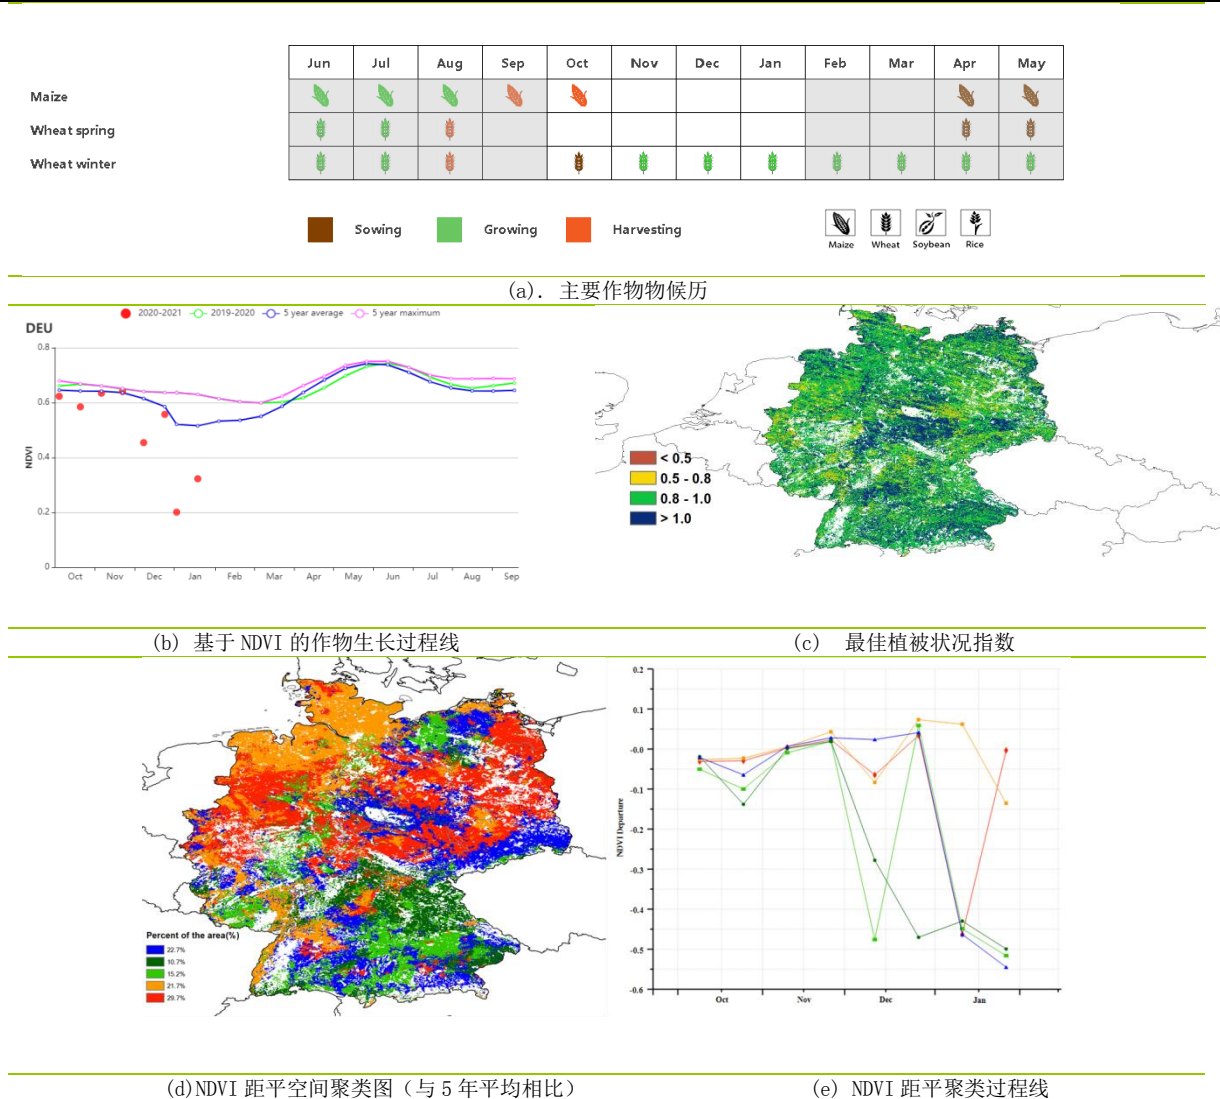 Jun Jul Aug Sep Oct Nov Dec Jan Feb Mar Apr May
Maize
Wheat spring
Wheat winter
Sowing Growing Harvesting
Maize Wheat Soybean Rice
(a). 主要作物物候历
2020-2021 2019-2020 5 year average 5 year maximum
DEU
0.8
0.6
0.4
0.2
0
NDVI
Oct Nov Dec Jan Feb Mar Apr May Jun Jul Aug Sep
< 0.5
0.5 - 0.8
0.8 - 1.0
> 1.0
(b) 基于 NDVI 的作物生长过程线
(c) 最佳植被状况指数
Percent of the area(%)
22.7%
10.7%
15.2%
21.7%
29.7%
0.2
0.1
-0.0
-0.1
-0.2
-0.3
-0.4
-0.5
-0.6
NDVI Departure
Oct Nov Dec Jan
(d)NDVI 距平空间聚类图（与 5 年平均相比）
(e) NDVI 距平聚类过程线